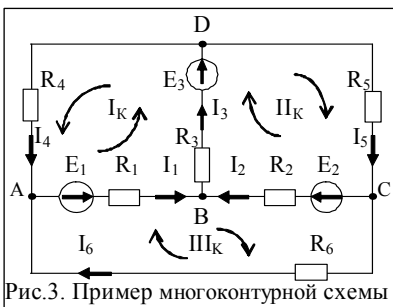 D
R4 E3 R5
IK I3 IIK
I4 R3 I5
E1 R1 I1 I2 R2 E2
A B C
I6 IIIK R6
Рис.3. Пример многоконтурной схемы